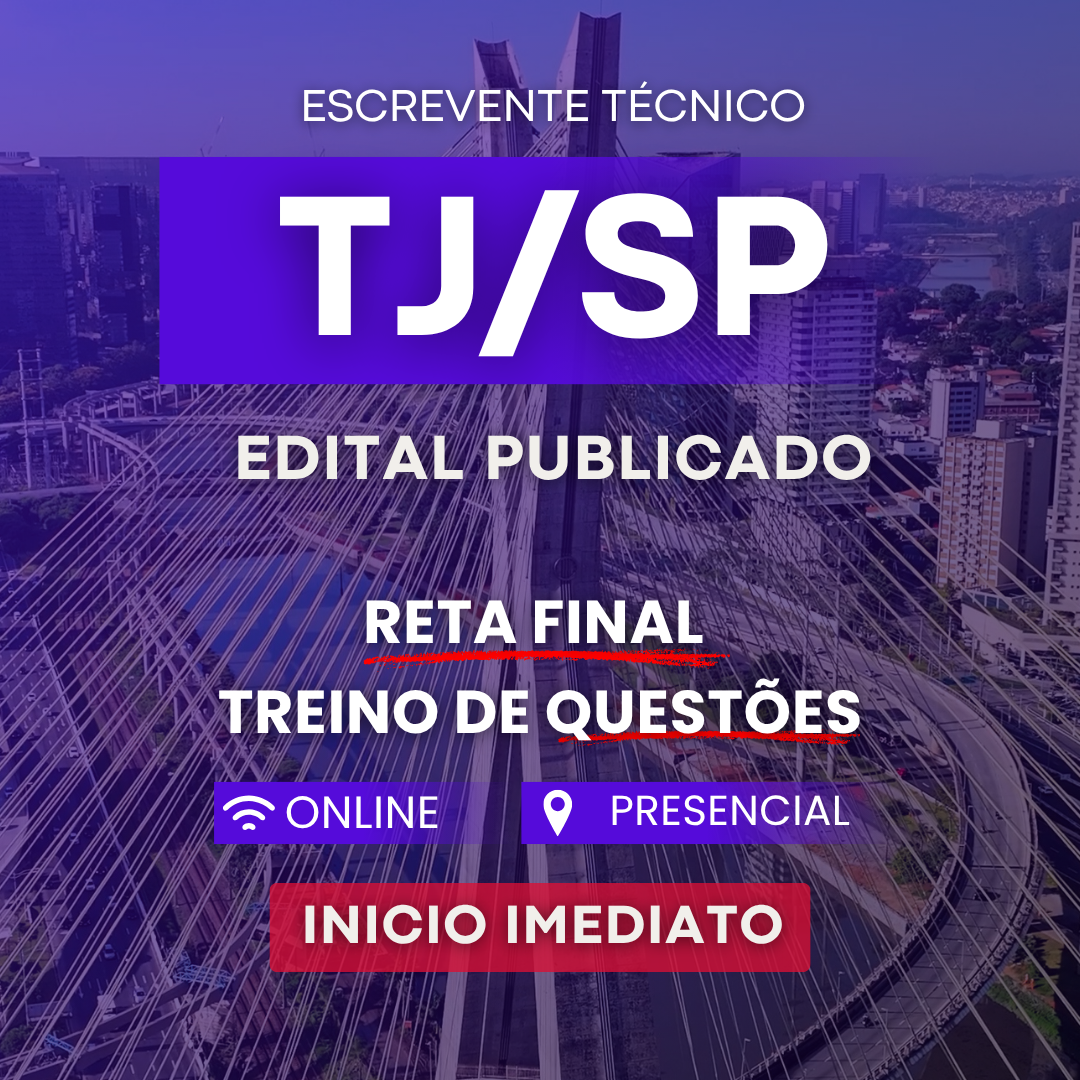 ESCREVENTE TÉCNICO
TJ/SP
EDITAL PUBLICADO
RETA FINAL
TREINO DE QUESTÕES
ONLINE
PRESENCIAL
INICIO IMEDIATO